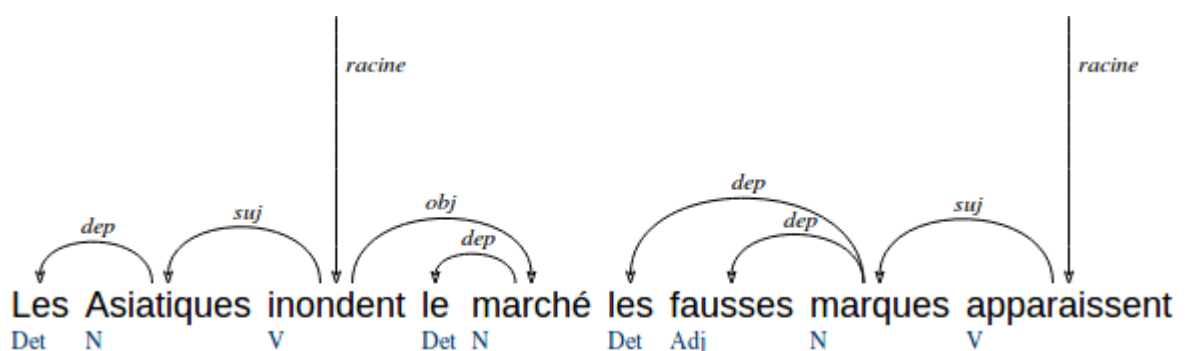 racine racine
dep
suj obj suj
dep dep dep
Les Asiatiques inondent le marché les fausses marques apparaissent
Det N V Det N Det Adj N V